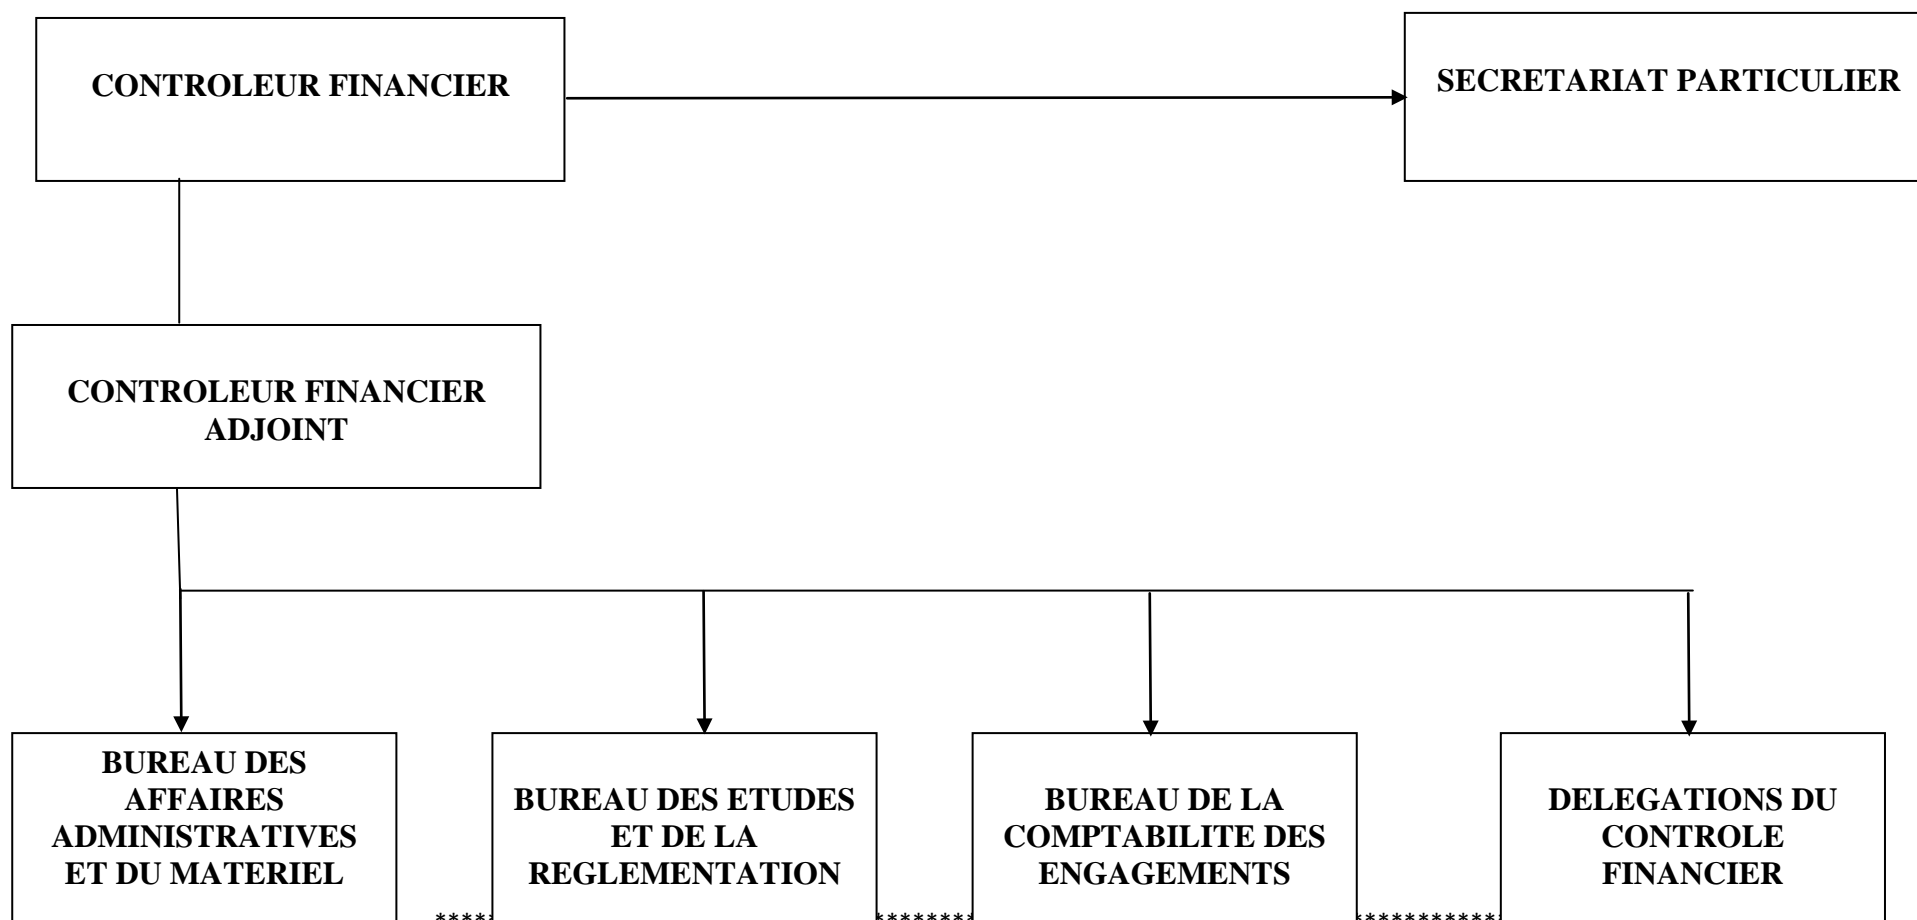 CONTROLEUR FINANCIER
SECRETARIAT PARTICULIER
CONTROLEUR FINANCIER
ADJOINT
BUREAU DES
AFFAIRES
ADMINISTRATIVES
ET DU MATERIEL
BUREAU DES ETUDES
ET DE LA
REGLEMENTATION
BUREAU DE LA
COMPTABILITE DES
ENGAGEMENTS
DELEGATIONS DU
CONTROLE
FINANCIER